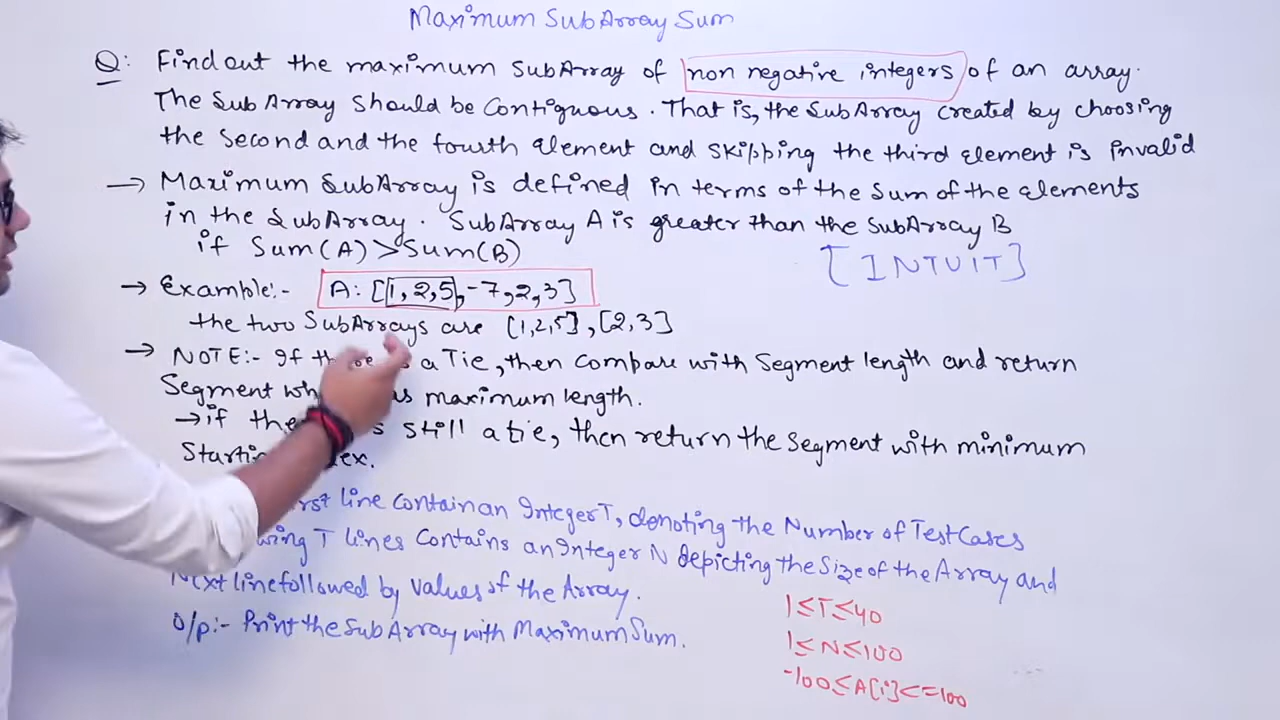 Maximum SubArray Sum
Q: Find out the maximum SubArray of non negative integers of an array.
The SubArray should be Contiguous. That is, the SubArray created by choosing
the Second and the fourth element and skipping the third element is invalid
→ Maximum SubArray is defined in terms of the Sum of the elements
in the SubArray. SubArray A is greater than the SubArray B
if Sum(A)>Sum(B)
[INTUIT]
→ Example:- A: [1, 2, 5, -7, 2, 3]
the two SubArrays are [1,2,5], [2,3]
→ NOTE:- If a Tie, then compare with Segment length and return
Segment maximum length.
→ if still a tie, then return the Segment with minimum
line contain an Integer T, denoting the Number of TestCases
T lines Contains an Integer N depicting the Size of the Array and
Next line followed by values of the Array.
O/p:- Print the SubArray with Maximum Sum.
1≤T≤40
1≤N≤100
-100≤A[i]<=100